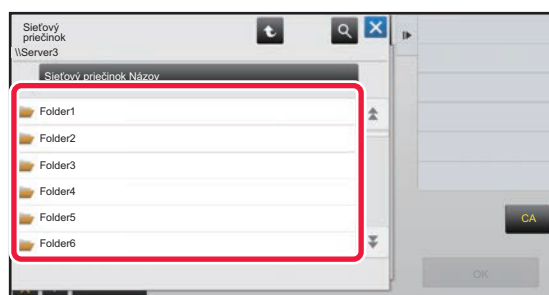 Sieťový
priečinok
\\Server3
Sieťový priečinok Názov
Folder1
Folder2
Folder3
Folder4
Folder5
Folder6
CA
OK